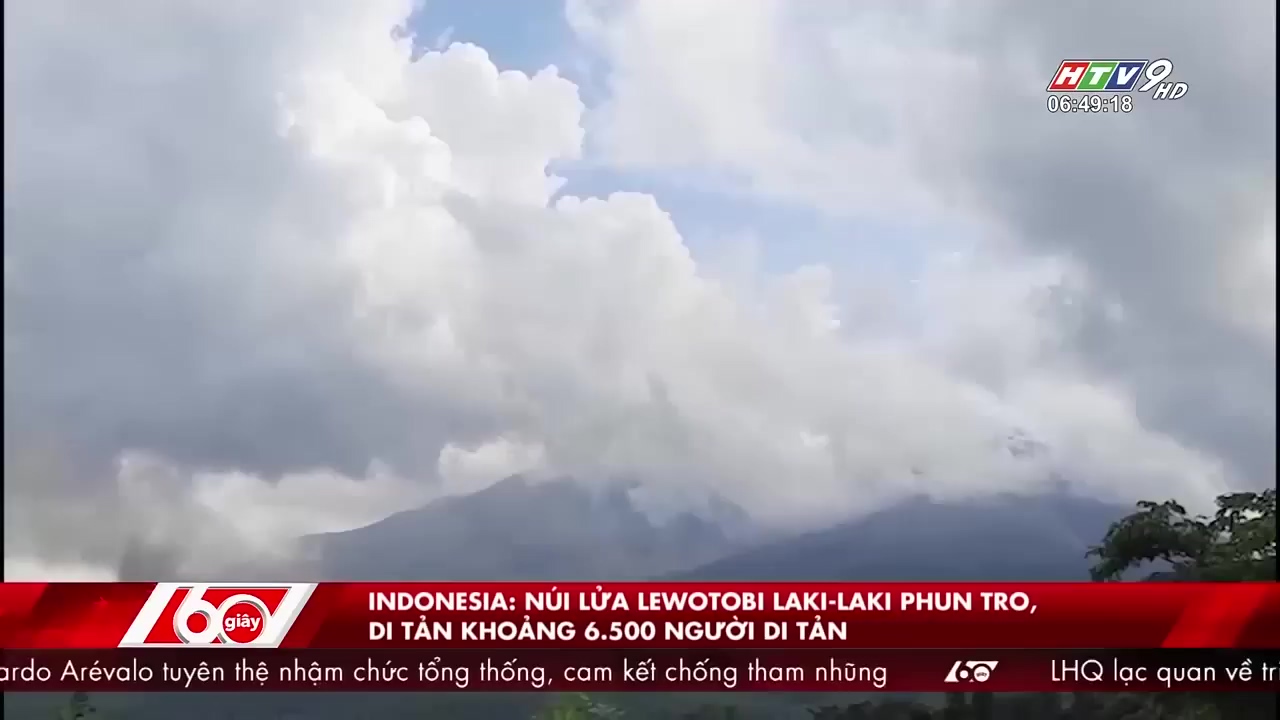 HTV9 HD
06:49:18
60 giây
INDONESIA: NÚI LỬA LEWOTOBI LAKI-LAKI PHUN TRO,
DI TẢN KHOẢNG 6.500 NGƯỜI DI TẢN
ardo Arévalo tuyên thệ nhậm chức tổng thống, cam kết chống tham nhũng 60 giây LHQ lạc quan về